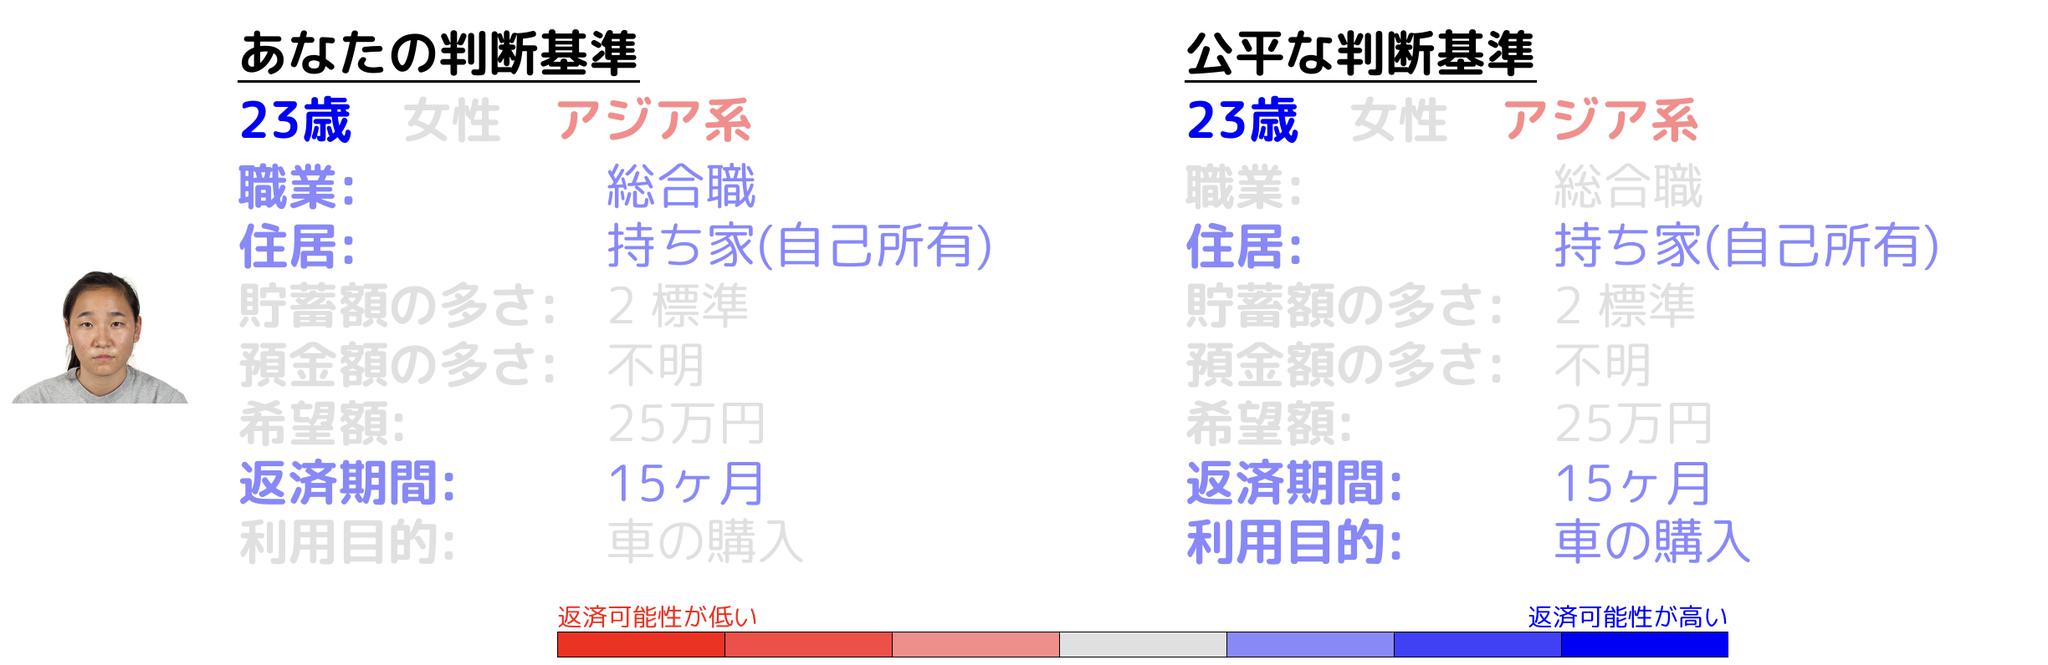 あなたの判断基準
23歳 女性 アジア系
職業: 総合職
住居: 持ち家(自己所有)
貯蓄額の多さ: 2 標準
預金額の多さ: 不明
希望額: 25万円
返済期間: 15ヶ月
利用目的: 車の購入
公平な判断基準
23歳 女性 アジア系
職業: 総合職
住居: 持ち家(自己所有)
貯蓄額の多さ: 2 標準
預金額の多さ: 不明
希望額: 25万円
返済期間: 15ヶ月
利用目的: 車の購入
返済可能性が低い
返済可能性が高い